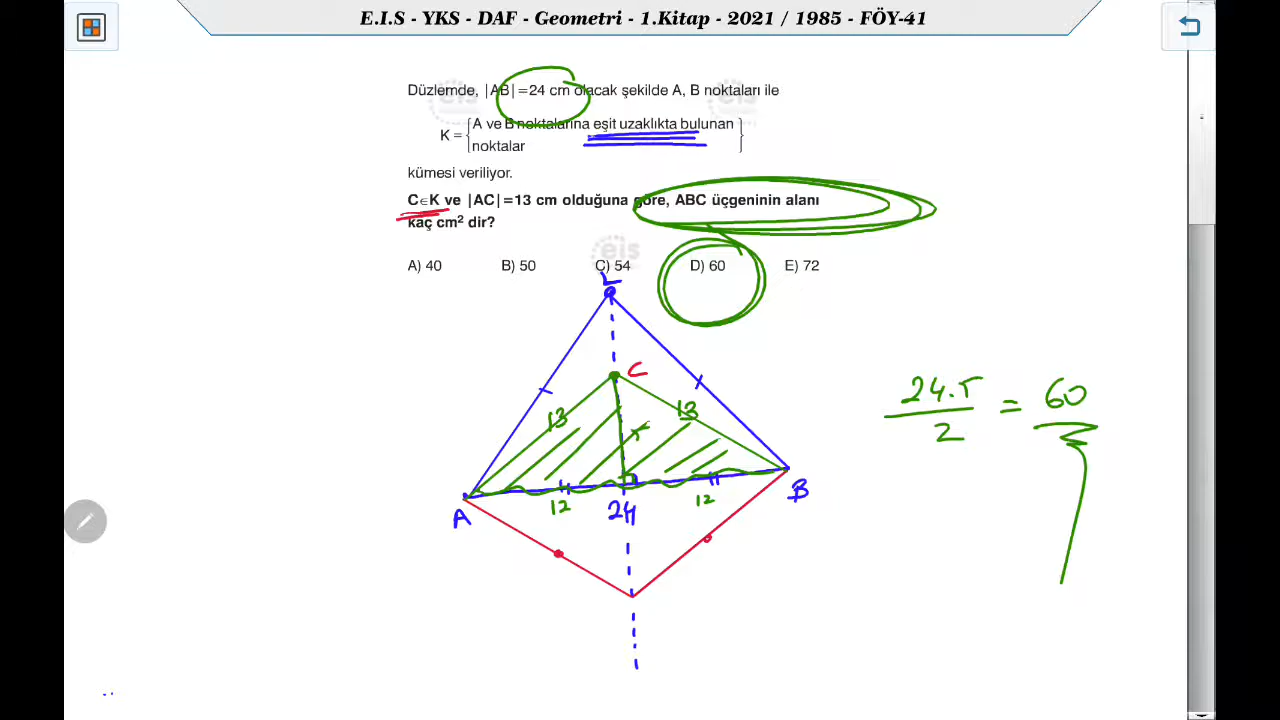 E.I.S - YKS - DAF - Geometri - 1.Kitap - 2021 / 1985 - FÖY-41
Düzlemde, |AB|=24 cm olacak şekilde A, B noktaları ile
K = {A ve B noktalarına eşit uzaklıkta bulunan
noktalar}
kümesi veriliyor.
C∈K ve |AC|=13 cm olduğuna göre, ABC üçgeninin alanı
kaç cm² dir?
A) 40 B) 50 C) 54 D) 60 E) 72
eis
C
13 13
A 12 24 12 B
24.5 / 2 = 60